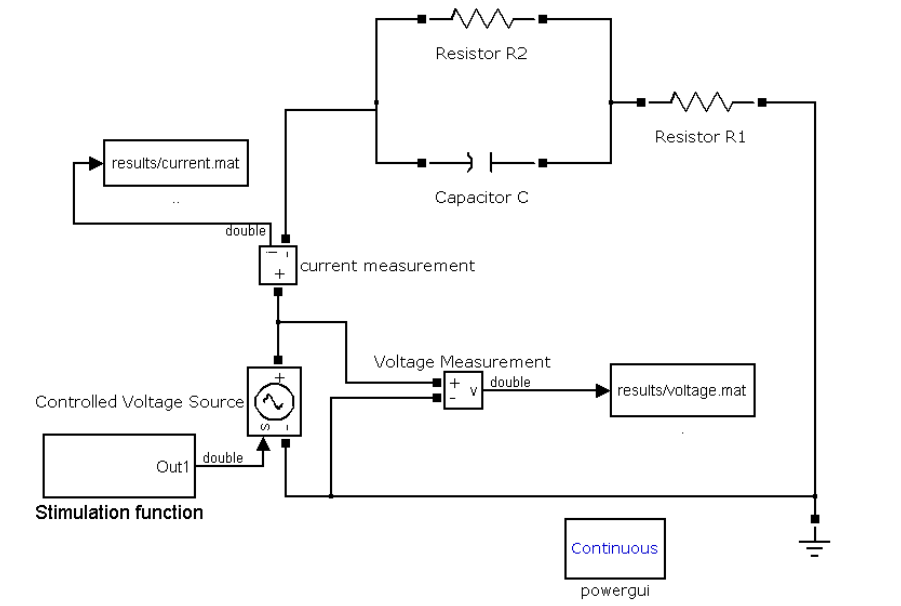 Resistor R2
Resistor R1
results/current.mat
..
Capacitor C
double
i
-
+
current measurement
Voltage Measurement
+
-
v
double
results/voltage.mat
.
Controlled Voltage Source
+
s
-
Out1
double
Stimulation function
Continuous
powergui